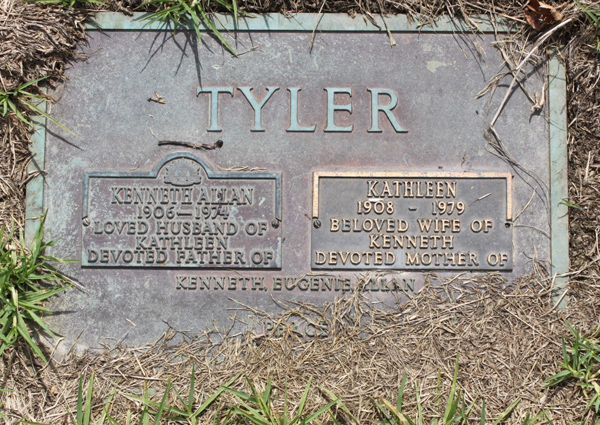 TYLER
KENNETH ALLAN
1906 - 1974
LOVED HUSBAND OF
KATHLEEN
DEVOTED FATHER OF
KATHLEEN
1908 - 1979
BELOVED WIFE OF
KENNETH
DEVOTED MOTHER OF
KENNETH, EUGENIE, ALLAN